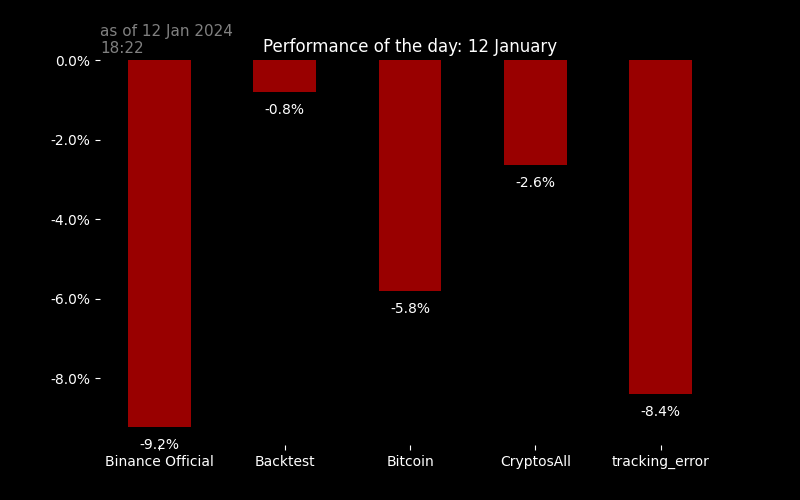 as of 12 Jan 2024
18:22
Performance of the day: 12 January
0.0%
-2.0%
-4.0%
-6.0%
-8.0%
-9.2%
-0.8%
-5.8%
-2.6%
-8.4%
Binance Official
Backtest
Bitcoin
CryptosAll
tracking_error